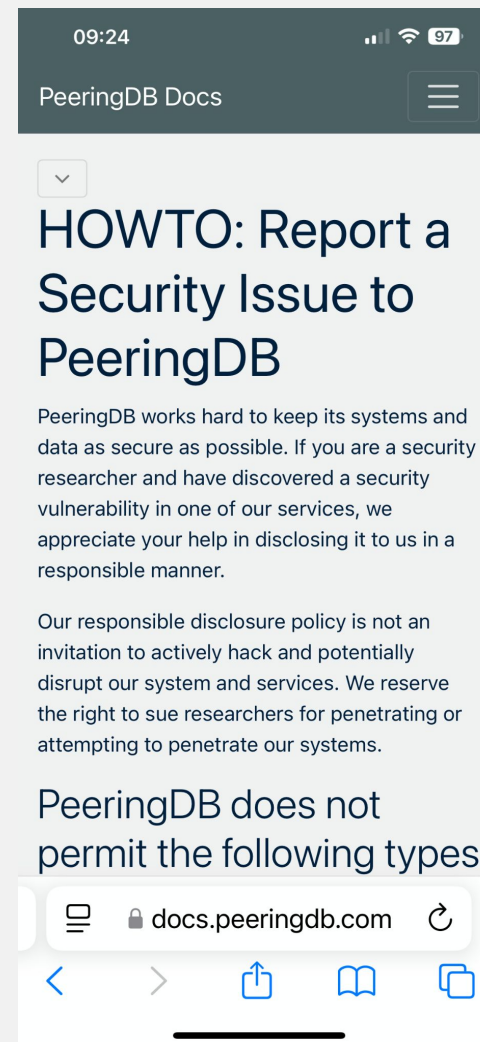 09:24
97
PeeringDB Docs
HOWTO: Report a
Security Issue to
PeeringDB
PeeringDB works hard to keep its systems and
data as secure as possible. If you are a security
researcher and have discovered a security
vulnerability in one of our services, we
appreciate your help in disclosing it to us in a
responsible manner.
Our responsible disclosure policy is not an
invitation to actively hack and potentially
disrupt our system and services. We reserve
the right to sue researchers for penetrating or
attempting to penetrate our systems.
PeeringDB does not
permit the following types
docs.peeringdb.com